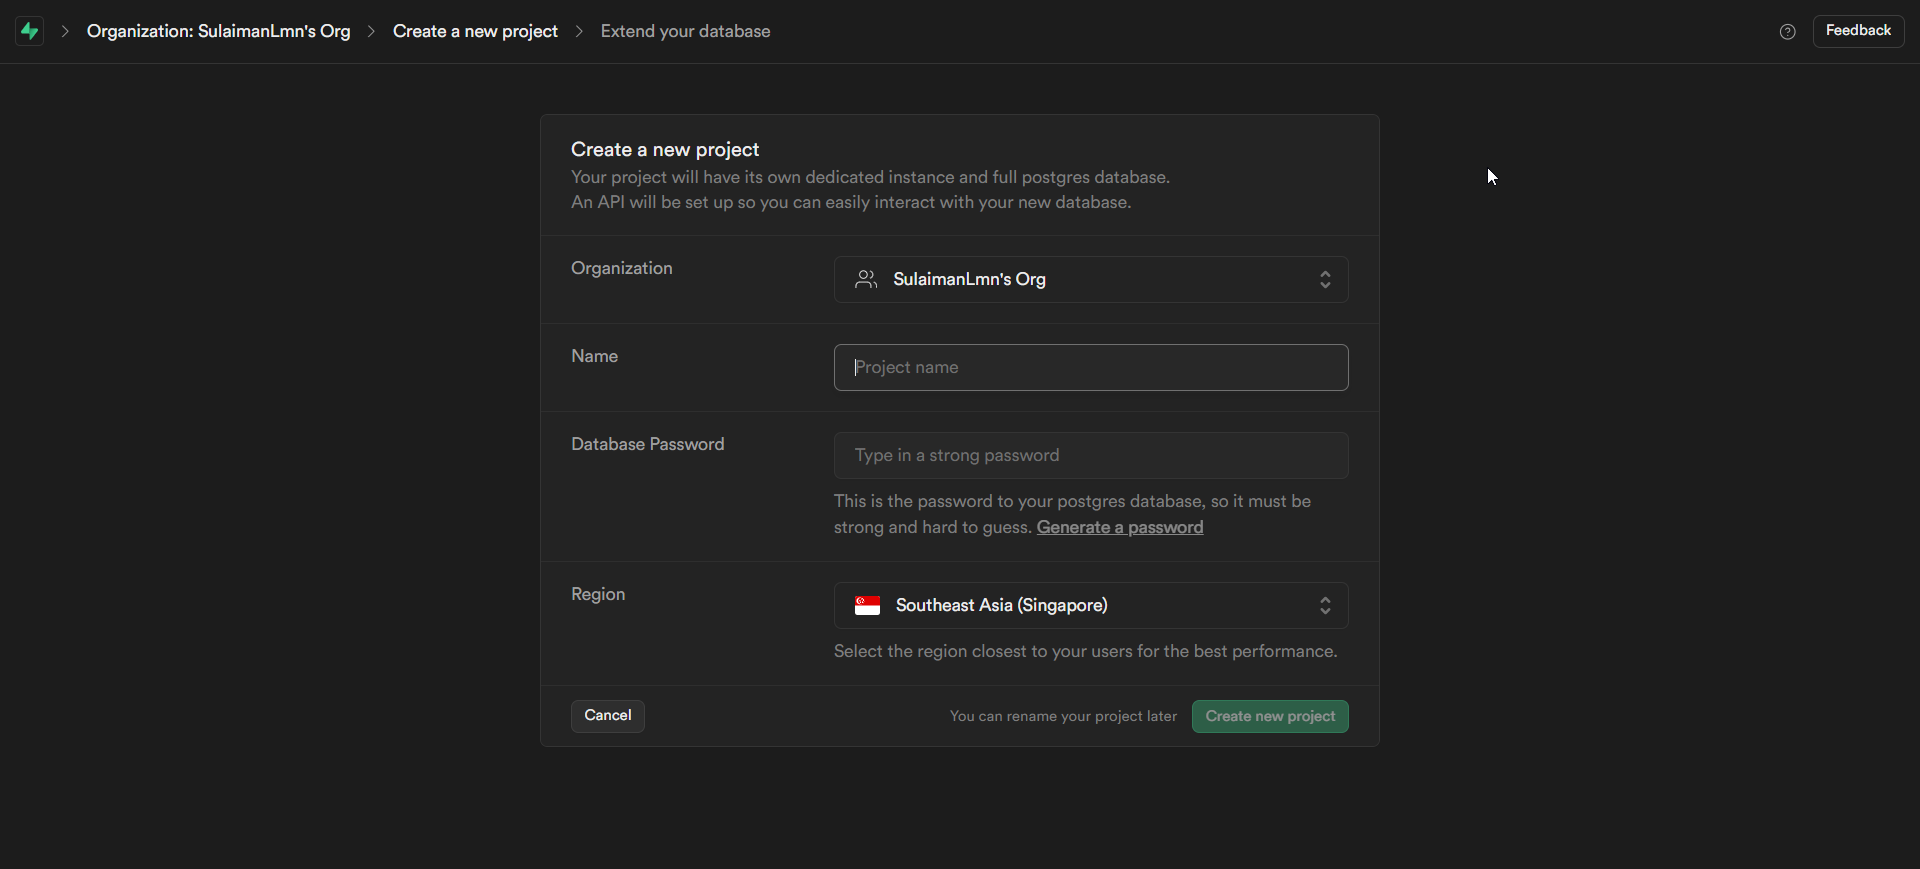 Organization: SulaimanLmn's Org
Create a new project
Extend your database
Feedback
Create a new project
Your project will have its own dedicated instance and full postgres database.
An API will be set up so you can easily interact with your new database.
Organization
SulaimanLmn's Org
Name
Project name
Database Password
Type in a strong password
This is the password to your postgres database, so it must be
strong and hard to guess. Generate a password
Region
Southeast Asia (Singapore)
Select the region closest to your users for the best performance.
Cancel
You can rename your project later
Create new project